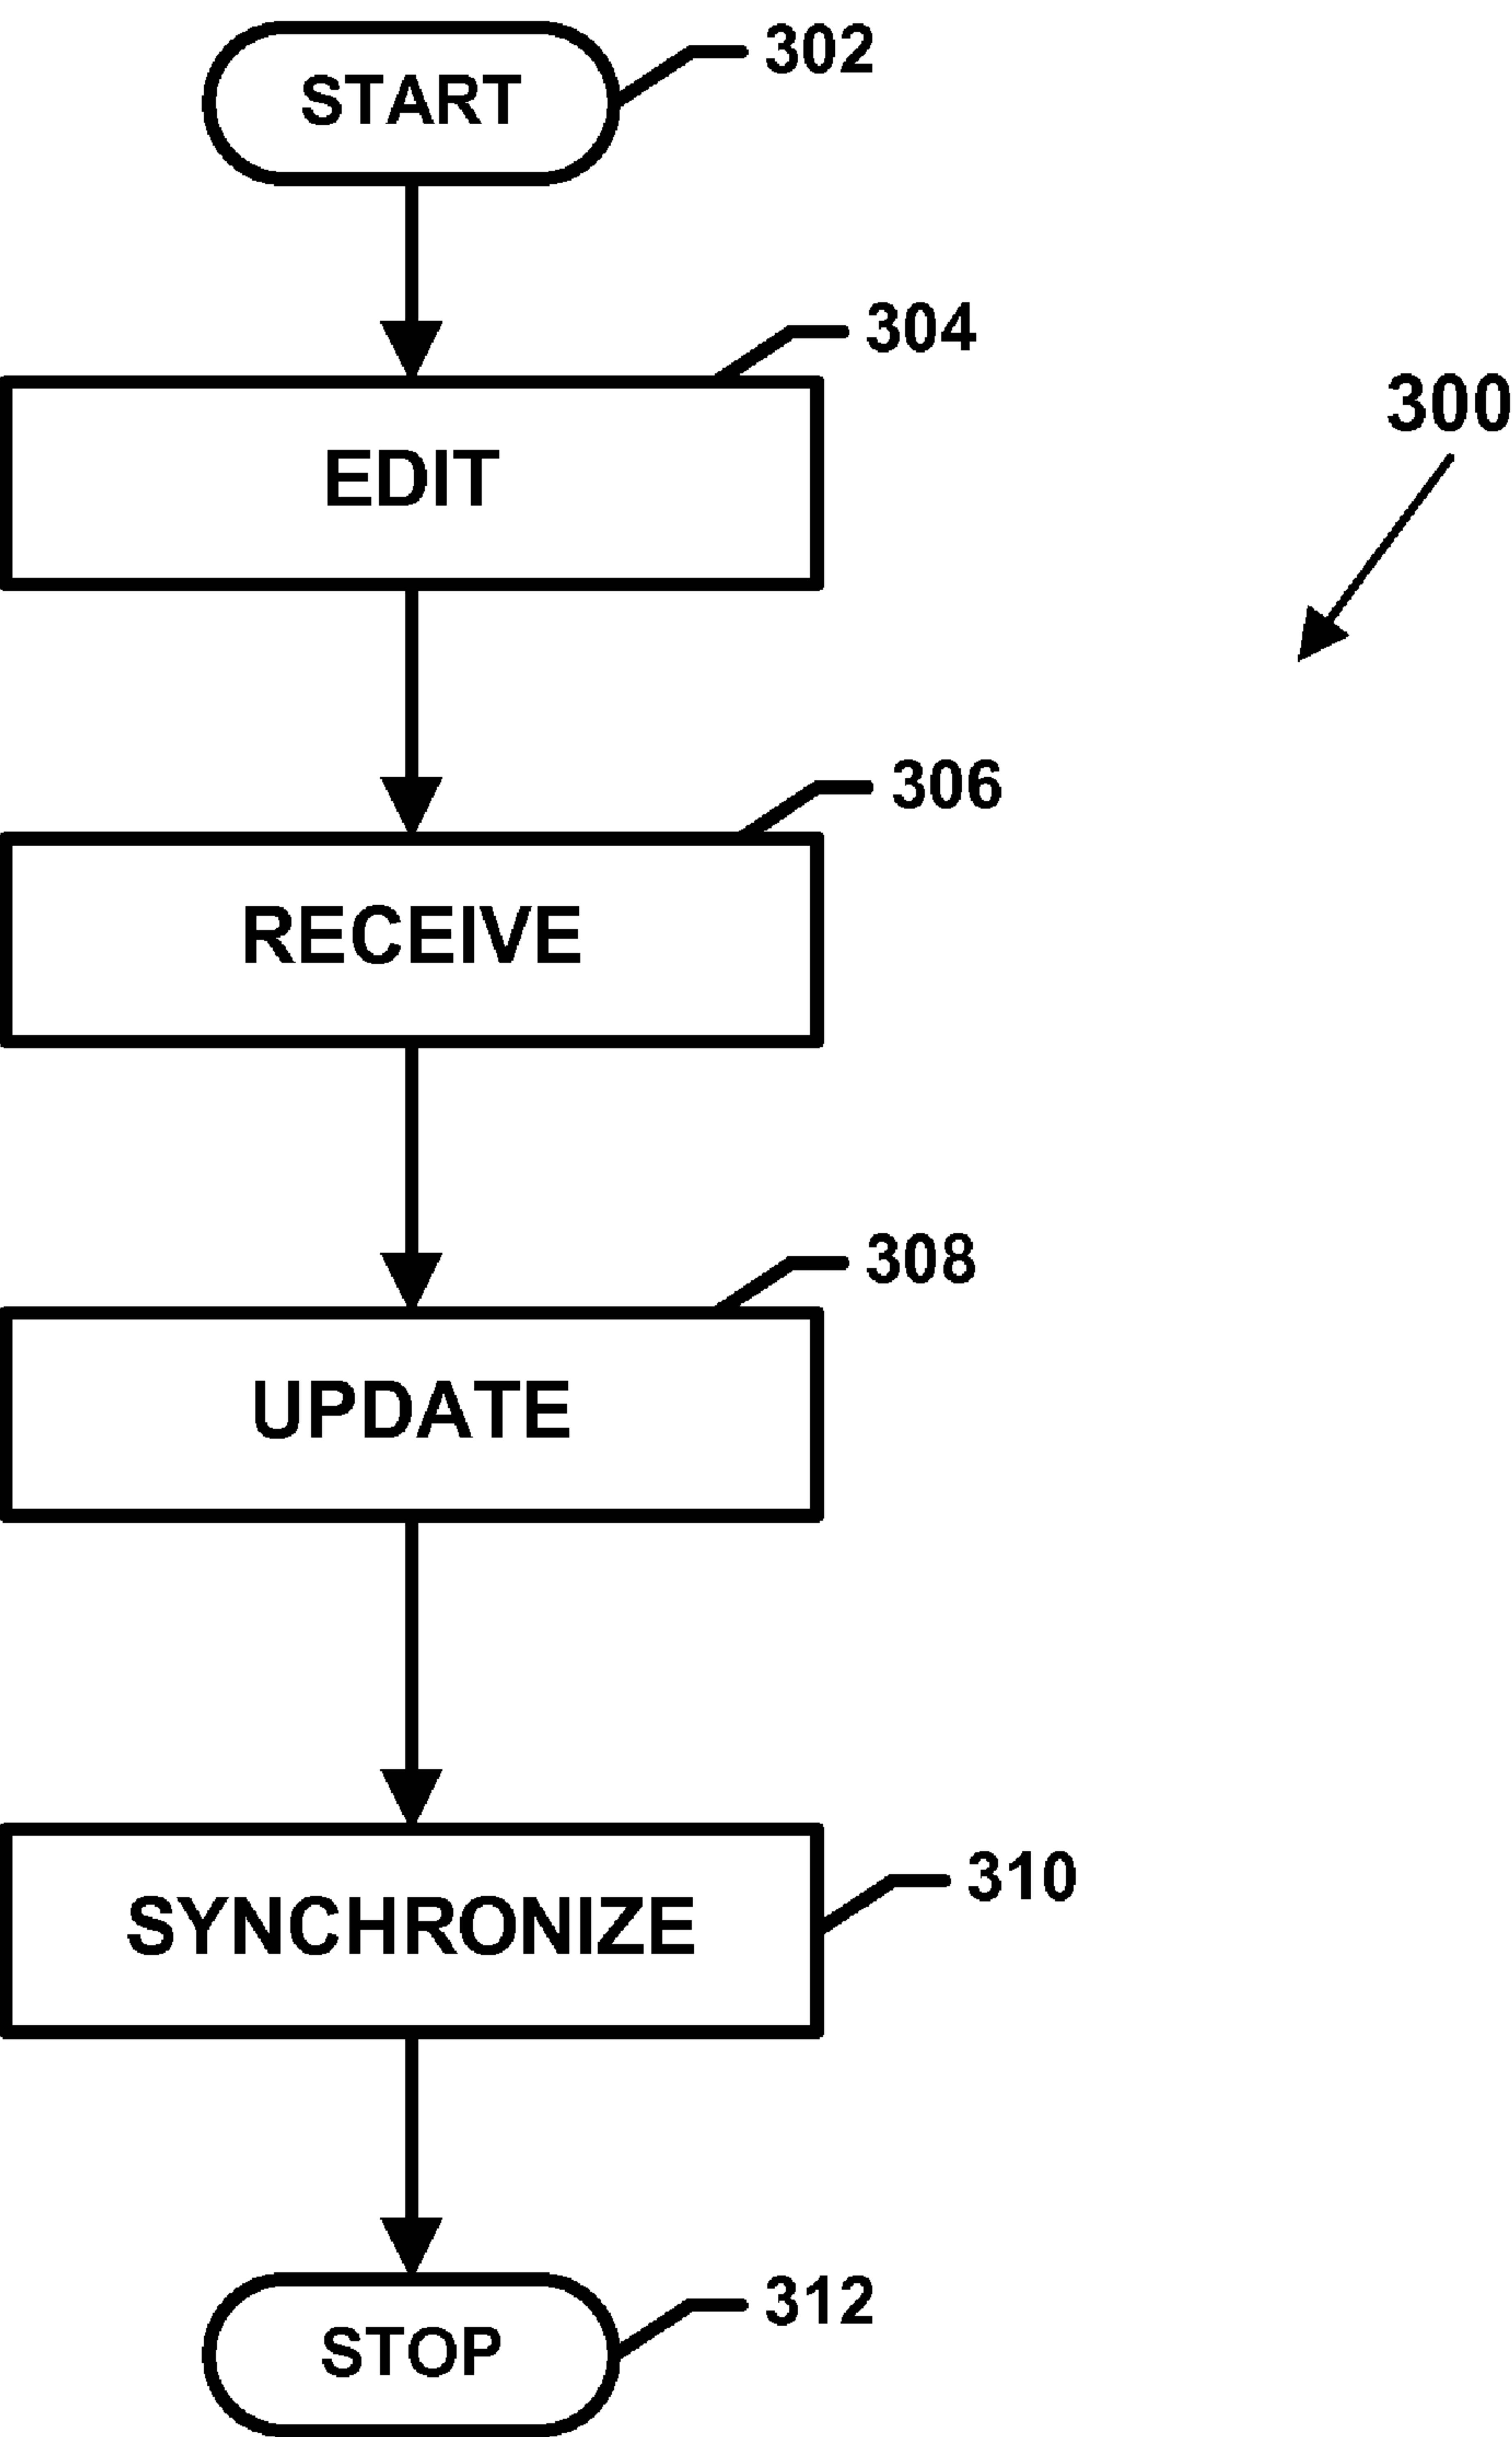 START
302
304
EDIT
300
306
RECEIVE
308
UPDATE
310
SYNCHRONIZE
312
STOP